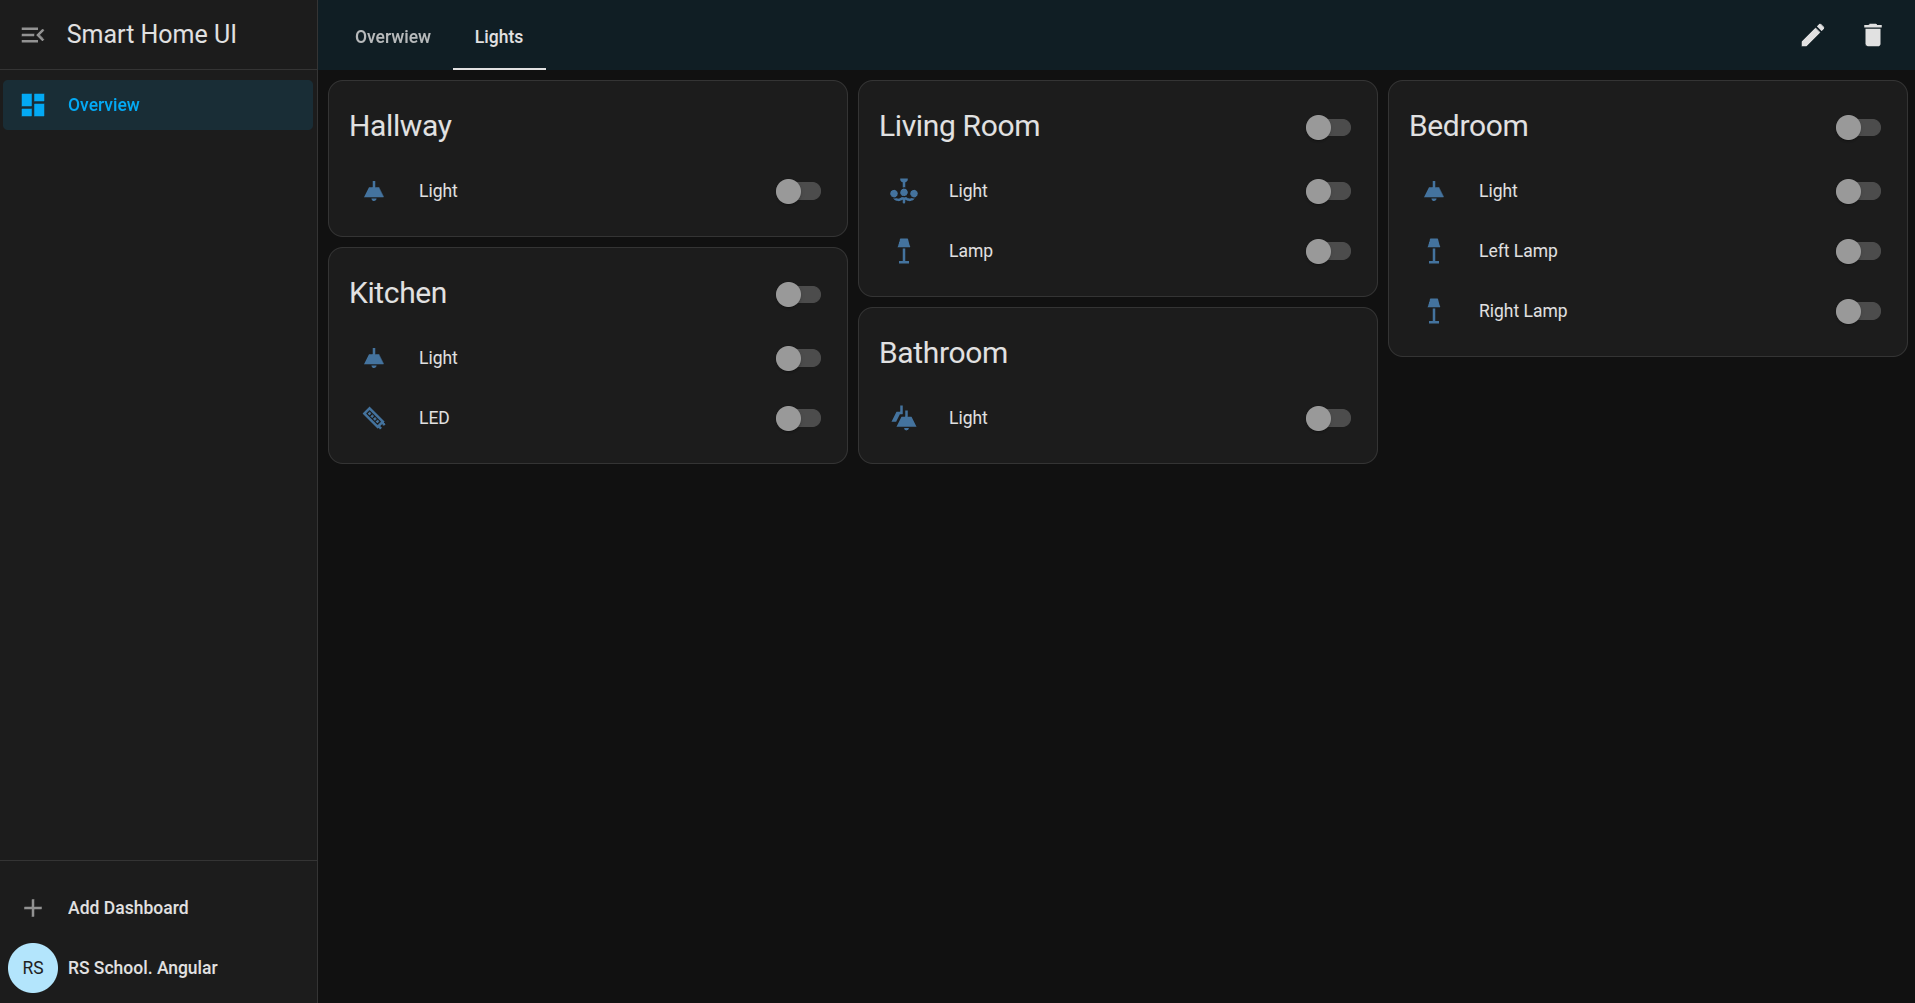 Smart Home UI
Overview
Add Dashboard
RS
RS School. Angular
Overview
Lights
Hallway
Light
Kitchen
Light
LED
Living Room
Light
Lamp
Bathroom
Light
Bedroom
Light
Left Lamp
Right Lamp